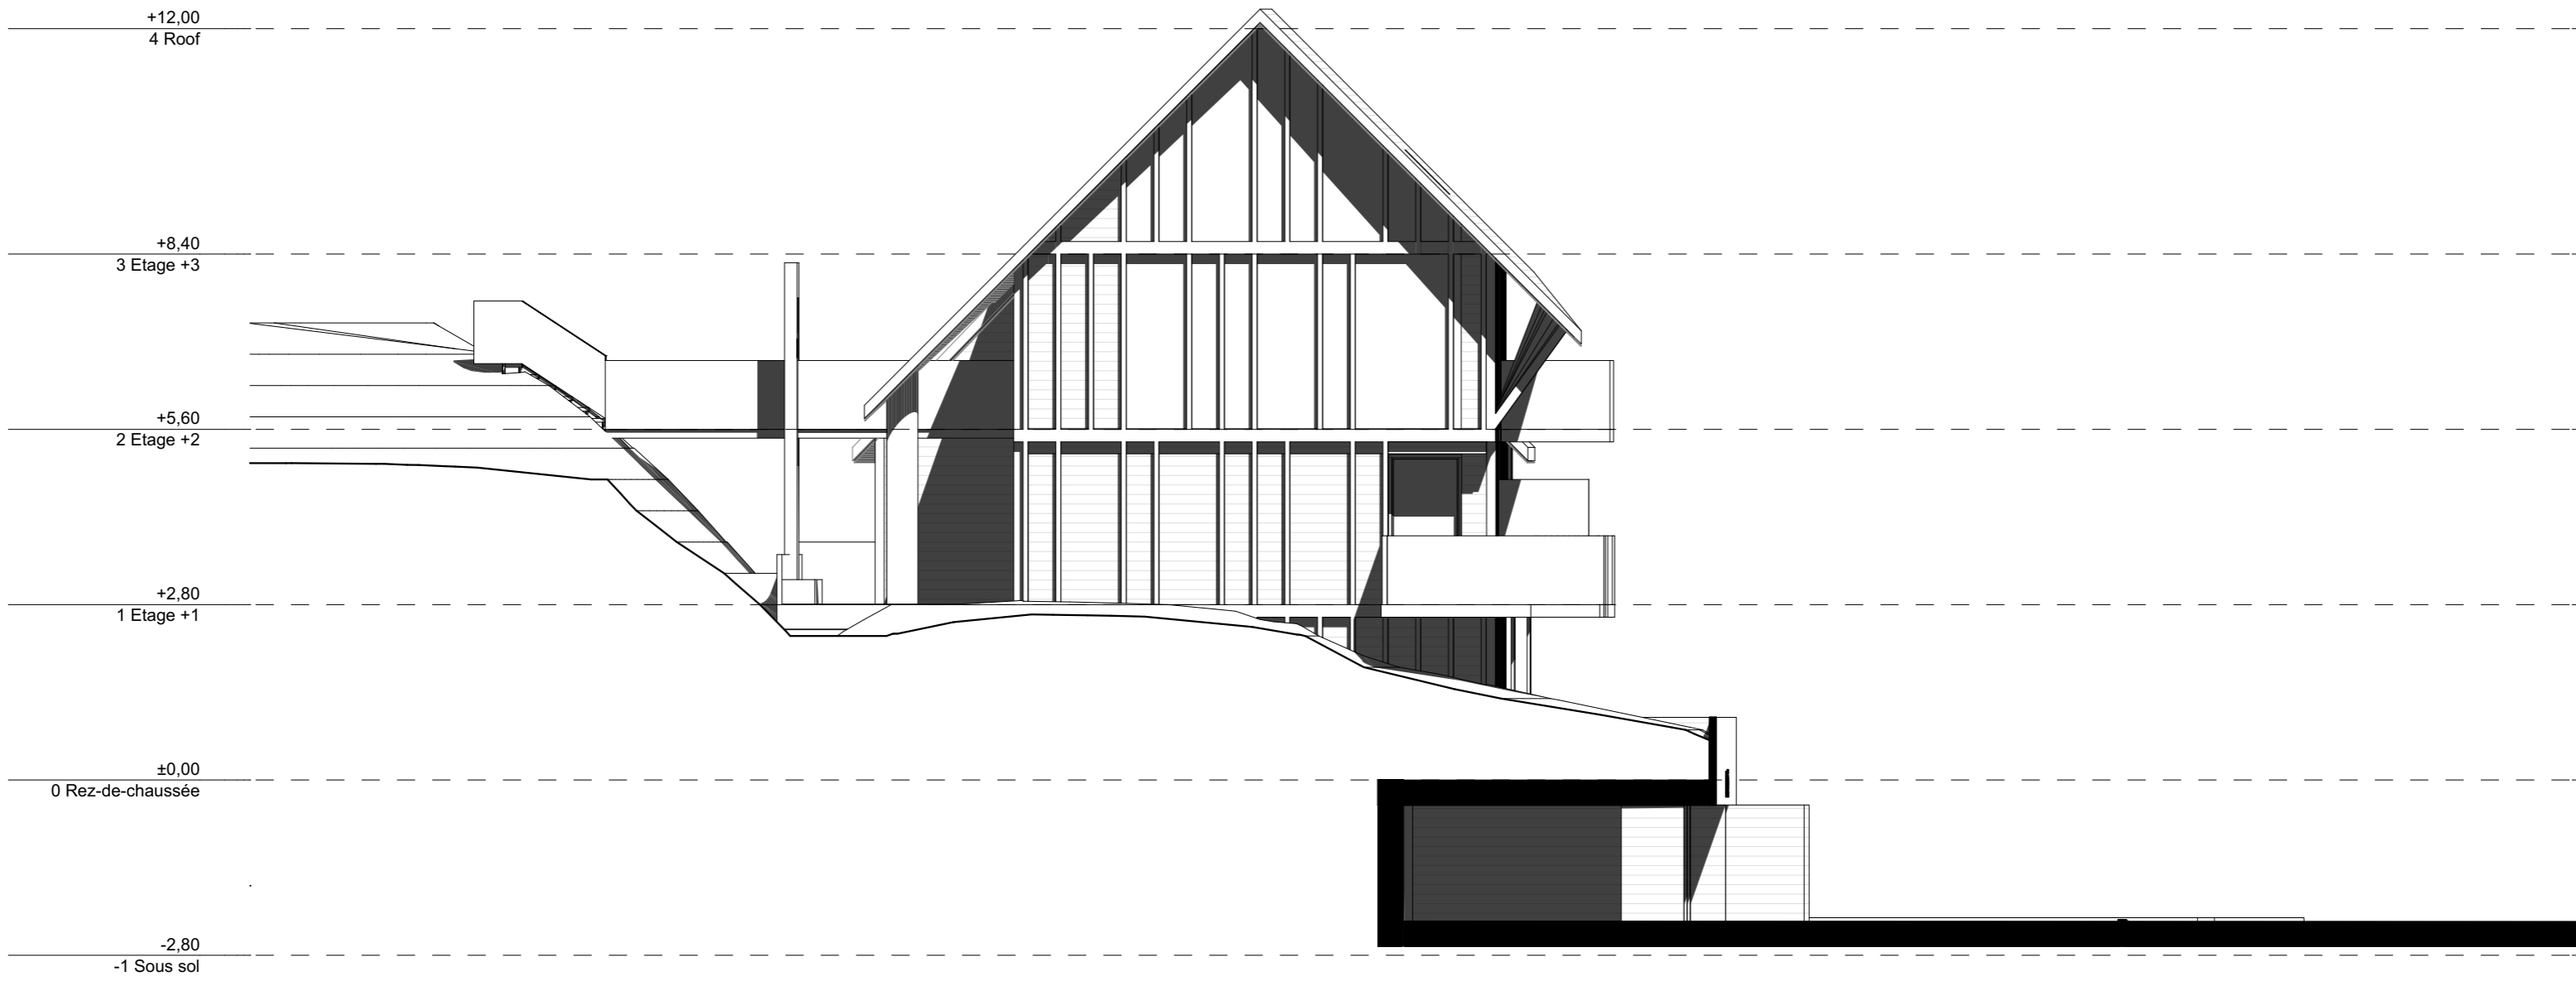 +12,00
4 Roof
+8,40
3 Etage +3
+5,60
2 Etage +2
+2,80
1 Etage +1
±0,00
0 Rez-de-chaussée
-2,80
-1 Sous sol